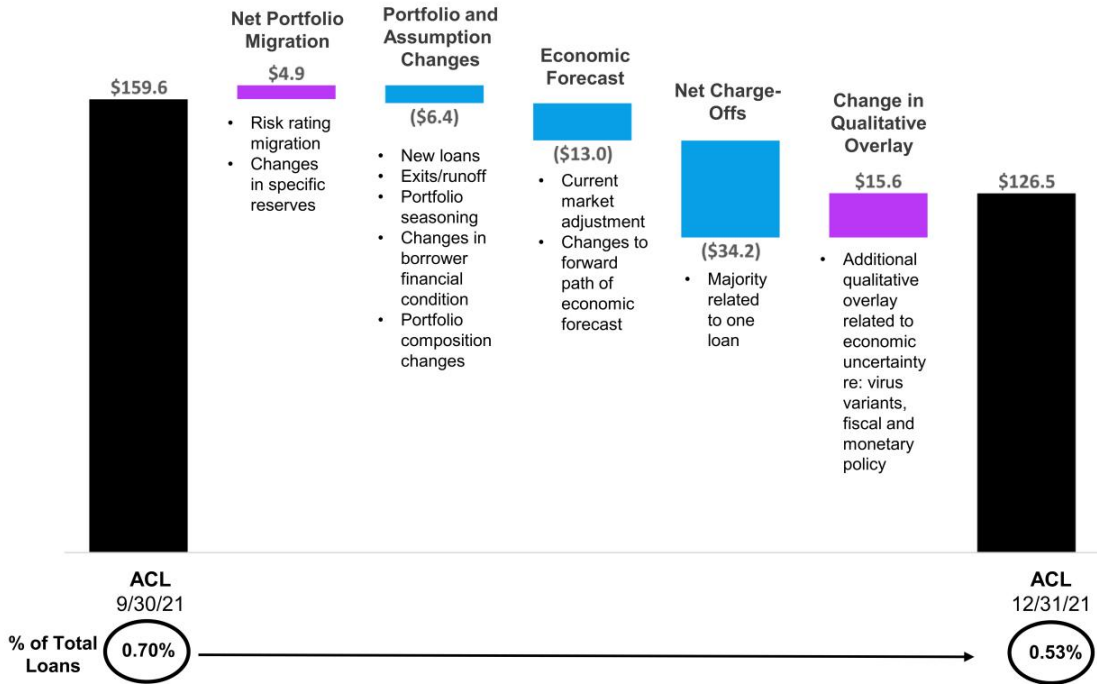 $159.6
Net Portfolio
Migration
$4.9
• Risk rating
migration
• Changes
in specific
reserves
Portfolio and
Assumption
Changes
($6.4)
• New loans
• Exits/runoff
• Portfolio
seasoning
• Changes in
borrower
financial
condition
• Portfolio
composition
changes
Economic
Forecast
($13.0)
• Current
market
adjustment
• Changes to
forward
path of
economic
forecast
Net Charge-
Offs
($34.2)
• Majority
related
to one
loan
Change in
Qualitative
Overlay
$15.6
• Additional
qualitative
overlay
related to
economic
uncertainty
re: virus
variants,
fiscal and
monetary
policy
$126.5
ACL
9/30/21
ACL
12/31/21
% of Total
Loans
0.70%
0.53%